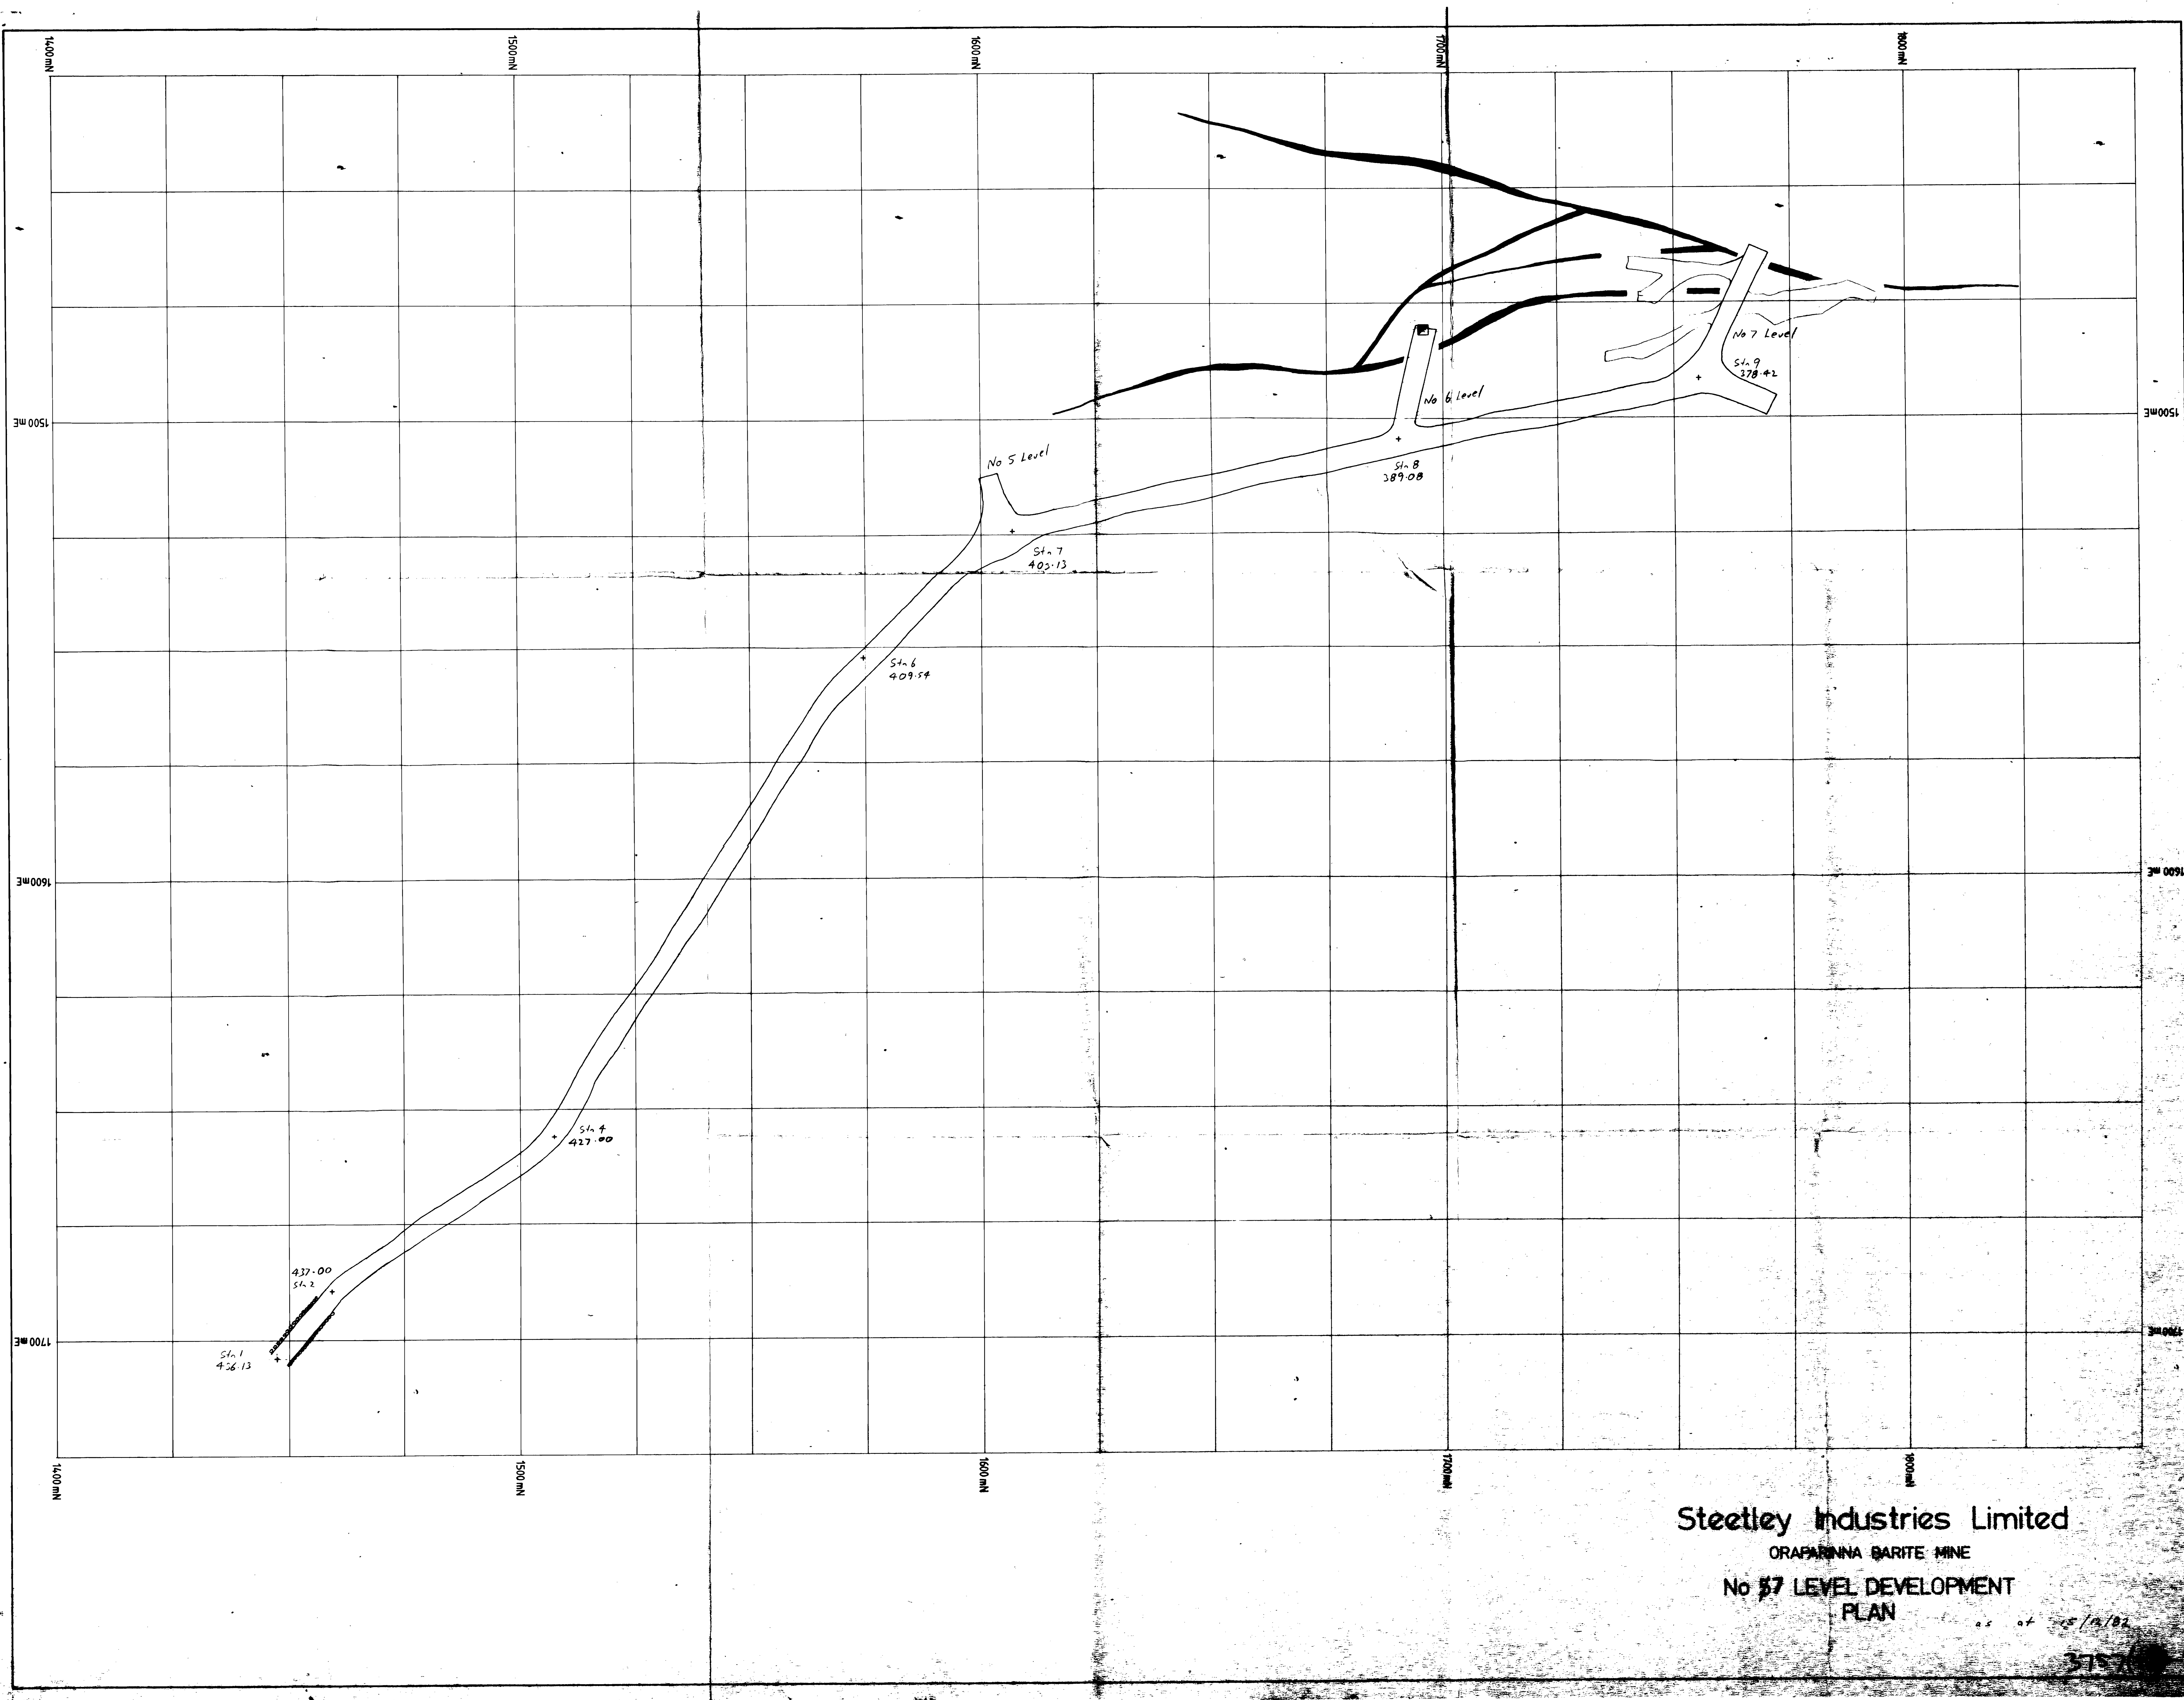 1400mN
1500mN
1600mN
1700mN
1800mN
No 7 Level
Stn 9
378.42
No 6 Level
1500mE
1500mE
No 5 Level
Stn 8
389.08
Stn 7
403.13
Stn 6
409.54
1600mE
1600mE
Stn 4
427.00
437.00
Stn 2
1700mE
1700mE
Stn 1
436.13
1400mN
1500mN
1600mN
1700mN
1800mN
Steetley Industries Limited
ORAPARINNA BARITE MINE
No 7 LEVEL DEVELOPMENT
PLAN
as at